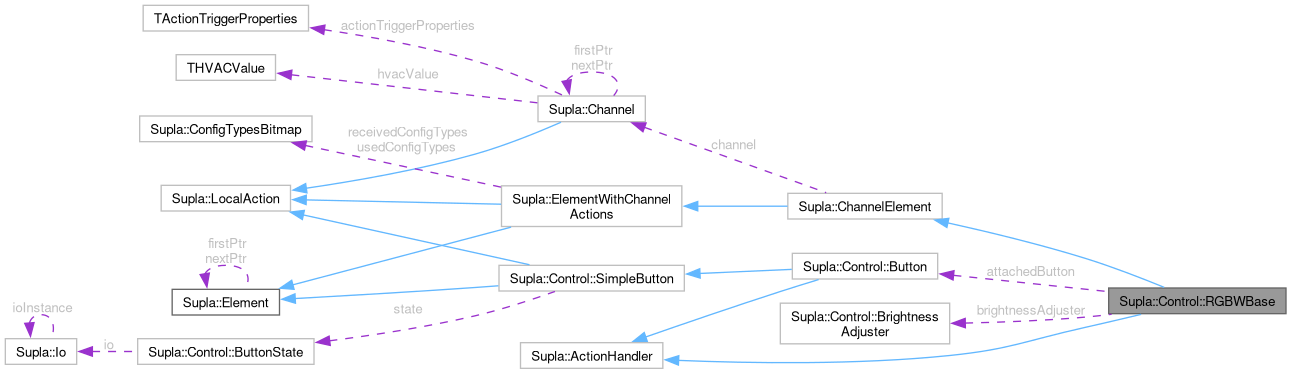 TActionTriggerProperties
actionTriggerProperties
firstPtr
nextPtr
THVACValue
hvacValue
Supla::Channel
Supla::ConfigTypesBitmap
receivedConfigTypes
usedConfigTypes
channel
Supla::LocalAction
Supla::ElementWithChannel
Actions
Supla::ChannelElement
firstPtr
nextPtr
Supla::Element
Supla::Control::SimpleButton
Supla::Control::Button
attachedButton
Supla::Control::RGBWBase
ioInstance
state
Supla::Control::Brightness
Adjuster
brightnessAdjuster
Supla::Io
io
Supla::Control::ButtonState
Supla::ActionHandler